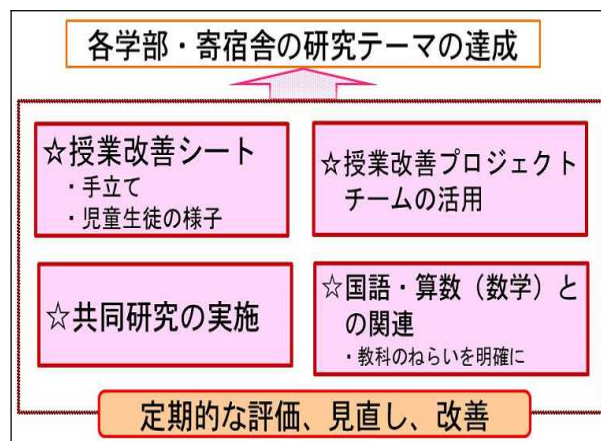 各学部・寄宿舎の研究テーマの達成
☆授業改善シート
・手立て
・児童生徒の様子
☆授業改善プロジェクト
チームの活用
☆共同研究の実施
☆国語・算数（数学）と
の関連
・教科のねらいを明確に
定期的な評価、見直し、改善